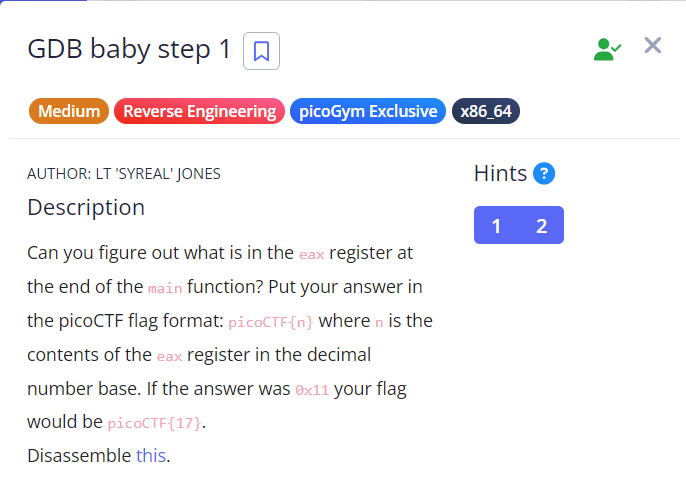 GDB baby step 1
Medium Reverse Engineering picoGym Exclusive x86_64
AUTHOR: LT 'SYREAL' JONES
Description
Can you figure out what is in the eax register at
the end of the main function? Put your answer in
the picoCTF flag format: picoCTF{n} where n is the
contents of the eax register in the decimal
number base. If the answer was 0x11 your flag
would be picoCTF{17}.
Disassemble this.
Hints ?
1 2